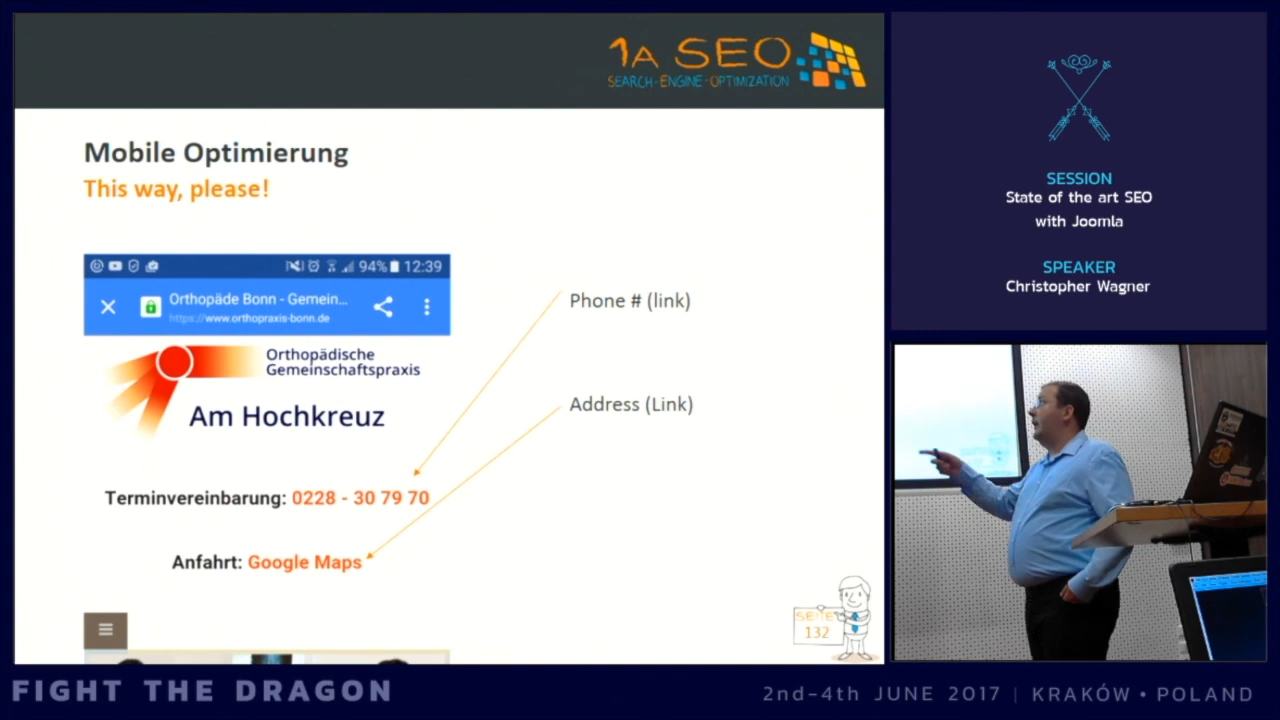 1A SEO
SEARCH-ENGINE-OPTIMIZATION
Mobile Optimierung
This way, please!
94% 12:39
Orthopäde Bonn - Gemein...
https://www.orthopraxis-bonn.de
Orthopädische
Gemeinschaftspraxis
Am Hochkreuz
Terminvereinbarung: 0228 - 30 79 70
Anfahrt: Google Maps
Phone # (link)
Address (Link)
SEITE
132
SESSION
State of the art SEO
with Joomla
SPEAKER
Christopher Wagner
FIGHT THE DRAGON
2nd-4th JUNE 2017 | KRAKÓW • POLAND